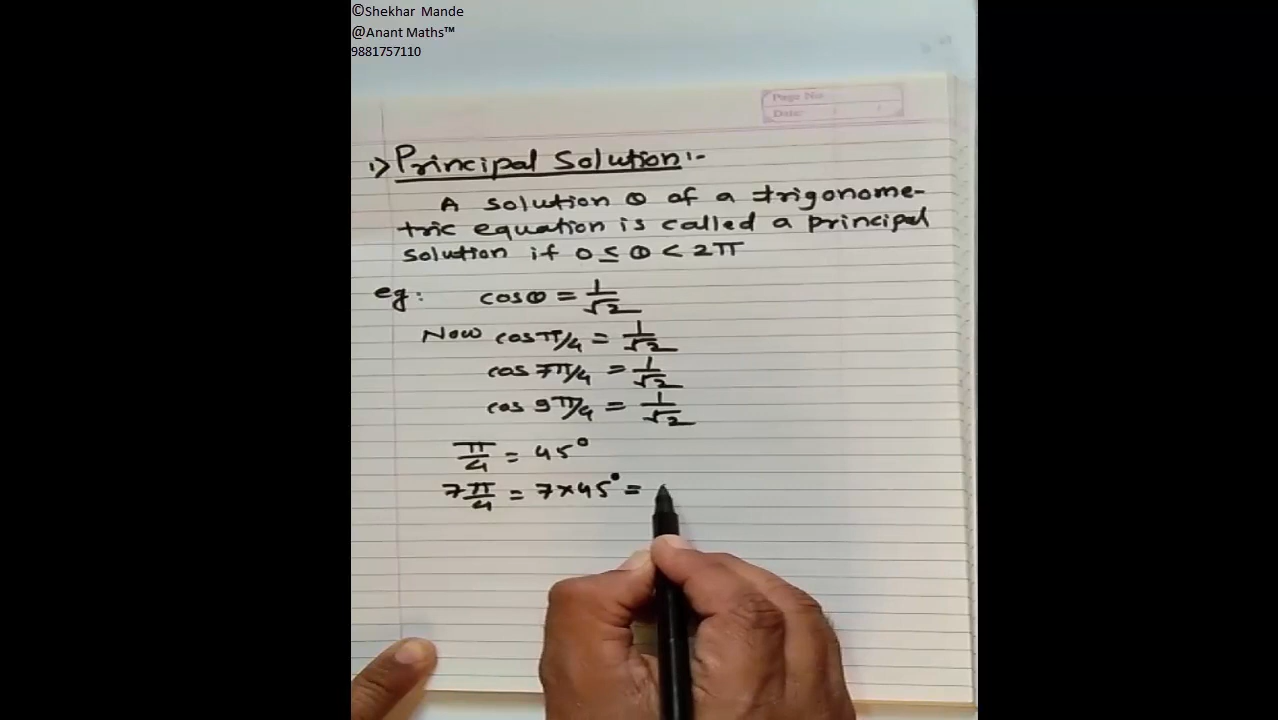 ©Shekhar Mande
@Anant Maths™
9881757110
Page No
Date:
1) Principal Solution:-
A solution θ of a trigonome-
tric equation is called a principal
solution if 0 ≤ θ < 2π
eg: cosθ = 1/√2
Now cos π/4 = 1/√2
cos 7π/4 = 1/√2
cos 9π/4 = 1/√2
π/4 = 45°
7π/4 = 7×45° =